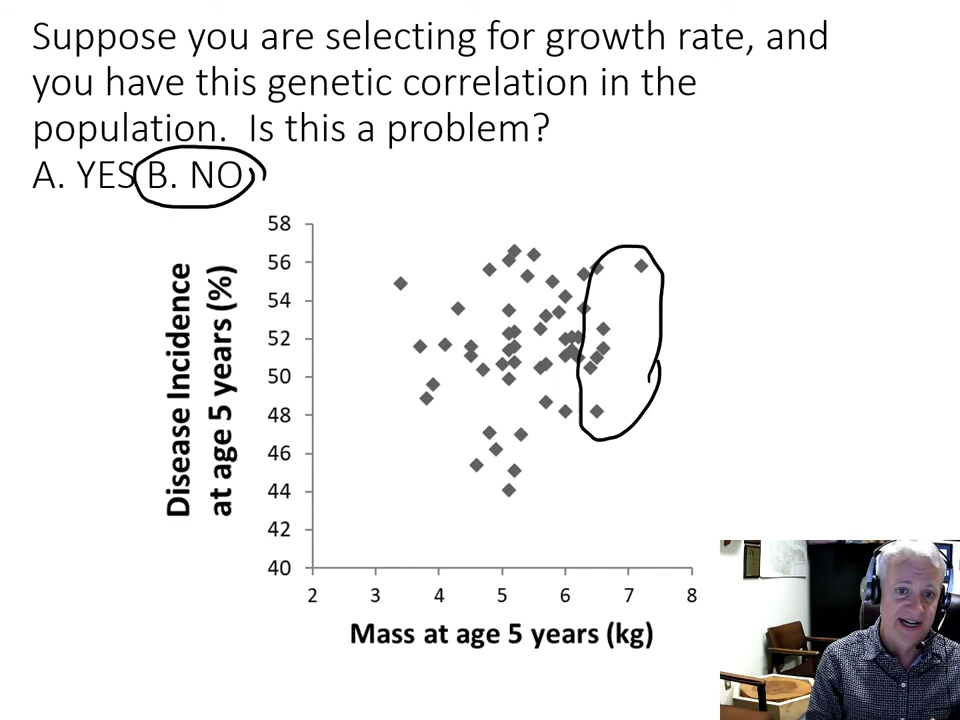 Suppose you are selecting for growth rate, and
you have this genetic correlation in the
population.  Is this a problem?
A. YES B. NO
58
56
54
52
50
48
46
44
42
40
Disease Incidence
at age 5 years (%)
2 3 4 5 6 7 8
Mass at age 5 years (kg)